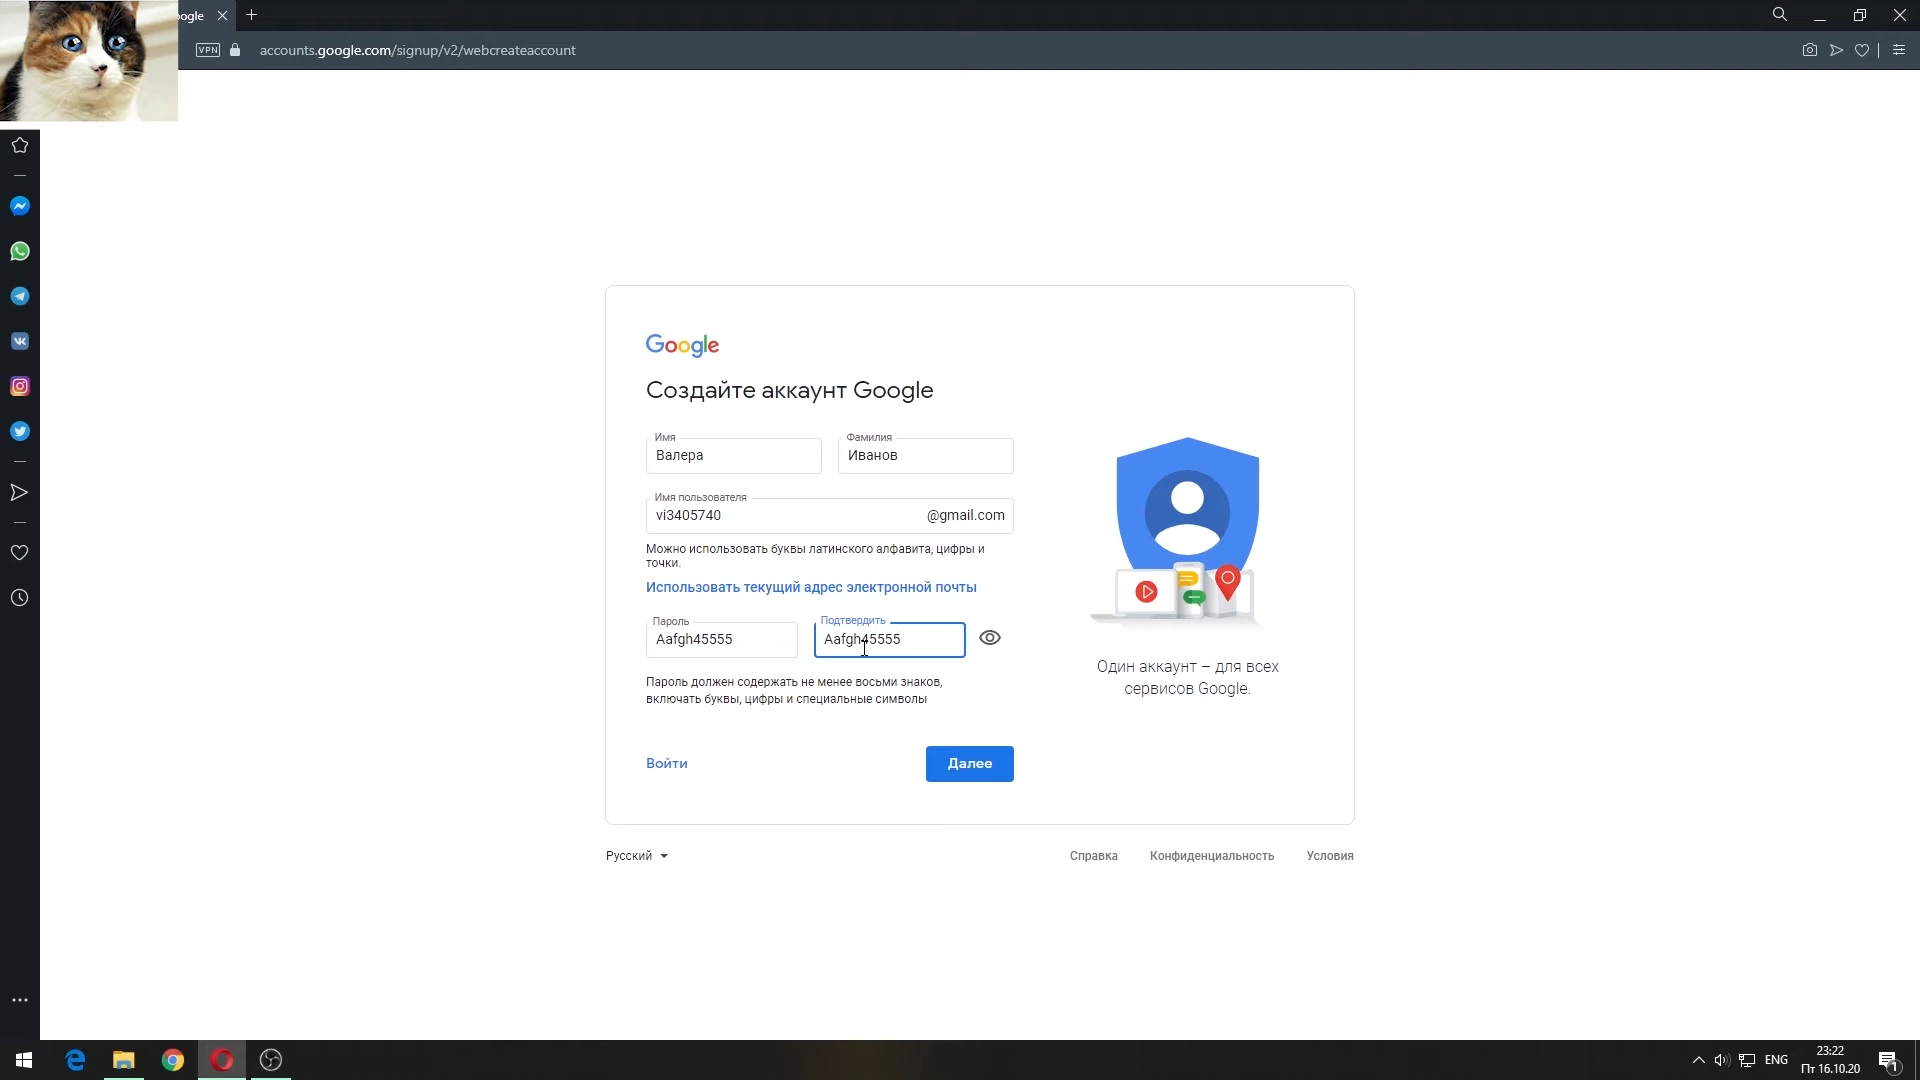 oogle
VPN
accounts.google.com/signup/v2/webcreateaccount
Google
Создайте аккаунт Google
Имя
Фамилия
Валера
Иванов
Имя пользователя
vi3405740
@gmail.com
Можно использовать буквы латинского алфавита, цифры и
точки.
Использовать текущий адрес электронной почты
Пароль
Подтвердить
Aafgh45555
Aafgh45555
Пароль должен содержать не менее восьми знаков,
включать буквы, цифры и специальные символы
Войти
Далее
Один аккаунт – для всех
сервисов Google.
Русский
Справка
Конфиденциальность
Условия
ENG
23:22
Пт 16.10.20
1